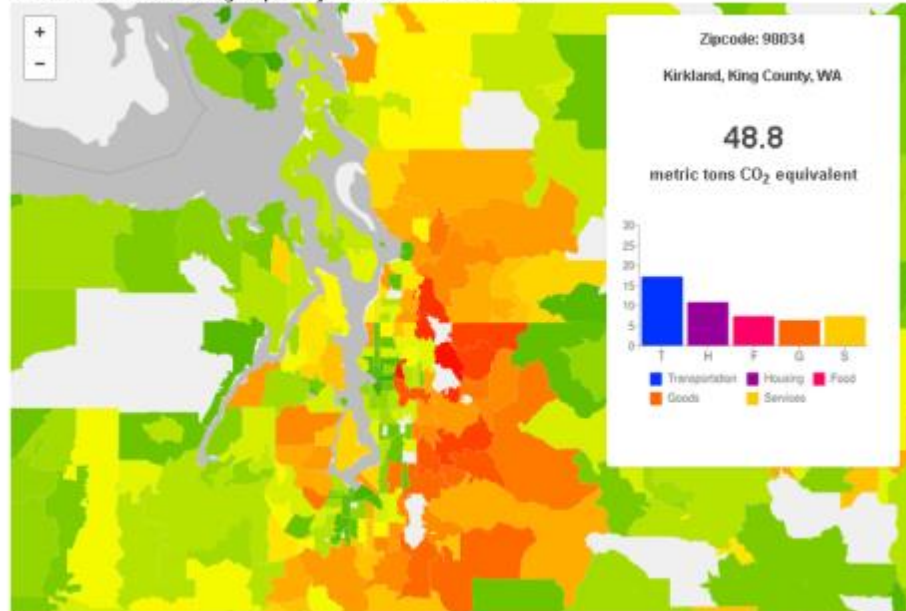 +
−
Zipcode: 98034
Kirkland, King County, WA
48.8
metric tons CO₂ equivalent
30
25
20
15
10
5
0
T H F G S
Transportation Housing Food
Goods Services